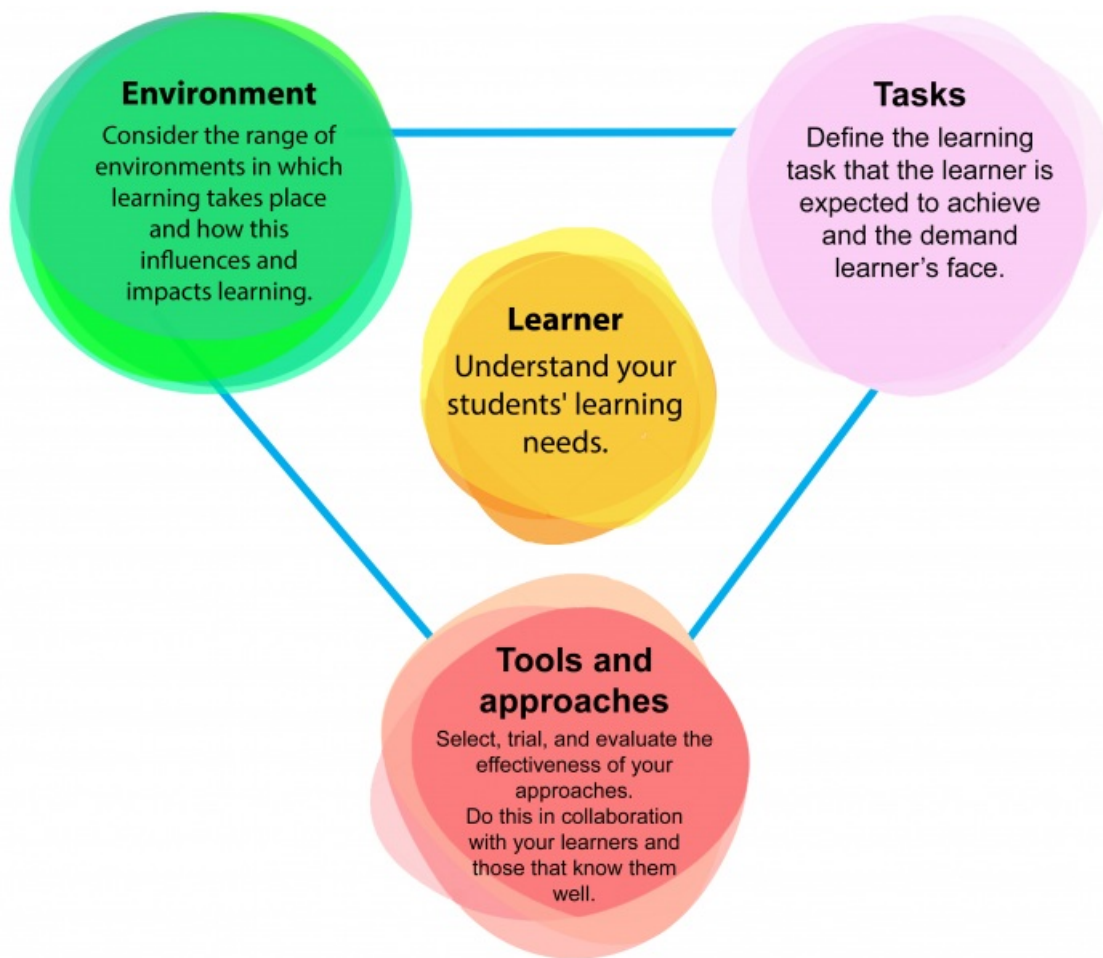 Environment
Consider the range of
environments in which
learning takes place
and how this
influences and
impacts learning.
Tasks
Define the learning
task that the learner is
expected to achieve
and the demand
learner’s face.
Learner
Understand your
students' learning
needs.
Tools and
approaches
Select, trial, and evaluate the
effectiveness of your
approaches.
Do this in collaboration
with your learners and
those that know them
well.